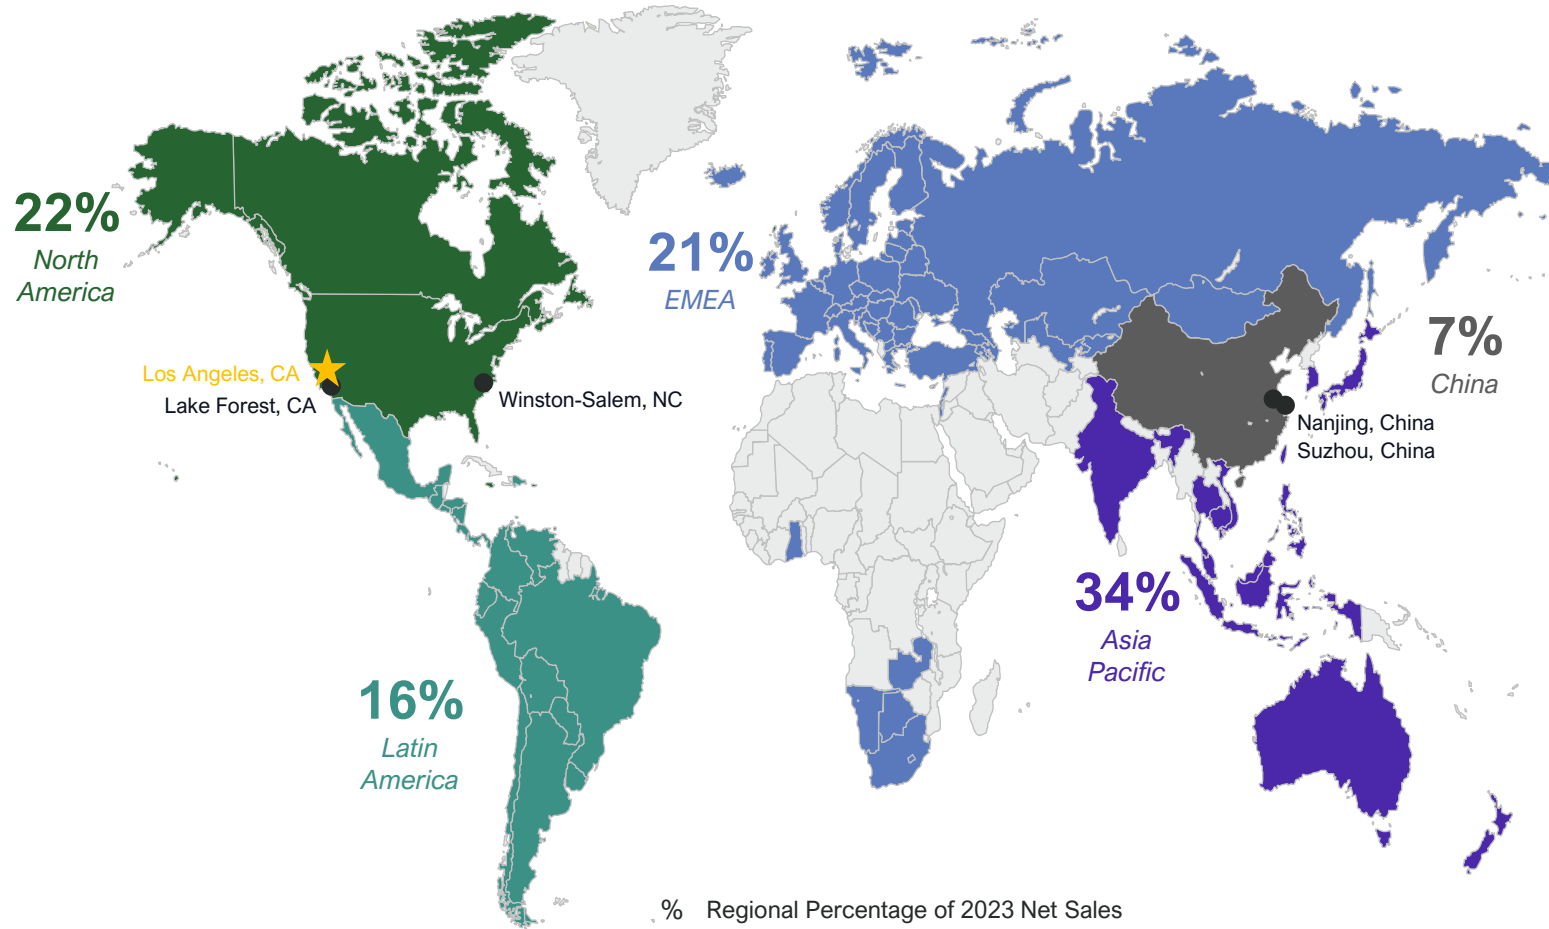 22%
North
America
21%
EMEA
7%
China
Los Angeles, CA
Lake Forest, CA
Winston-Salem, NC
Nanjing, China
Suzhou, China
34%
Asia
Pacific
16%
Latin
America
% Regional Percentage of 2023 Net Sales